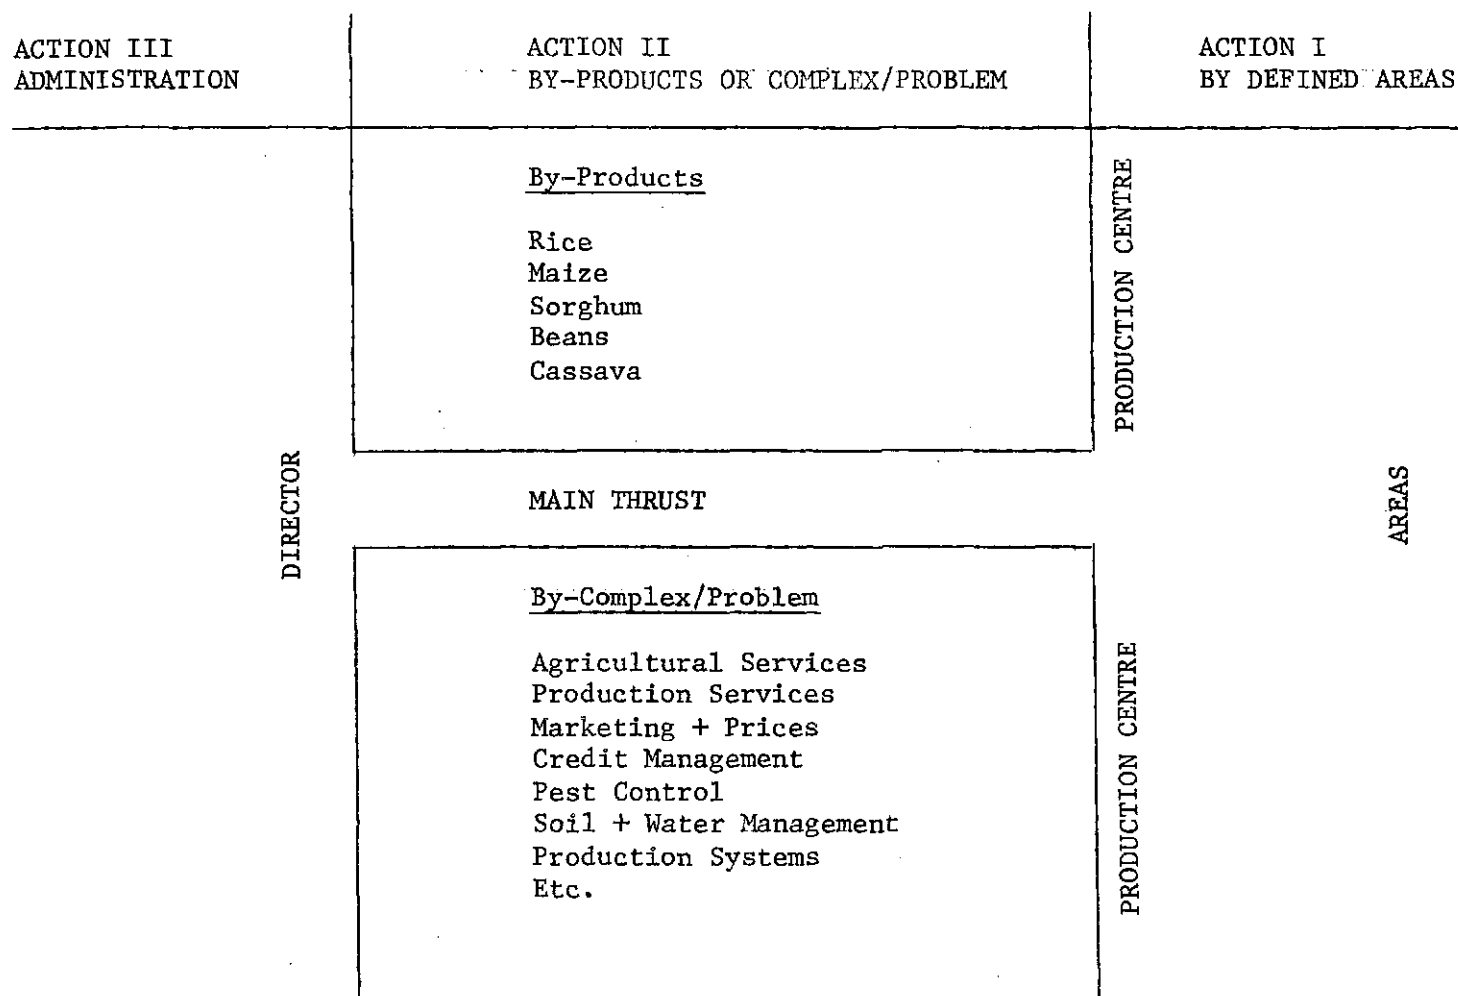 ACTION III
ADMINISTRATION
ACTION II
BY-PRODUCTS OR COMPLEX/PROBLEM
ACTION I
BY DEFINED AREAS
By-Products
Rice
Maize
Sorghum
Beans
Cassava
PRODUCTION CENTRE
DIRECTOR
MAIN THRUST
AREAS
By-Complex/Problem
Agricultural Services
Production Services
Marketing + Prices
Credit Management
Pest Control
Soil + Water Management
Production Systems
Etc.
PRODUCTION CENTRE